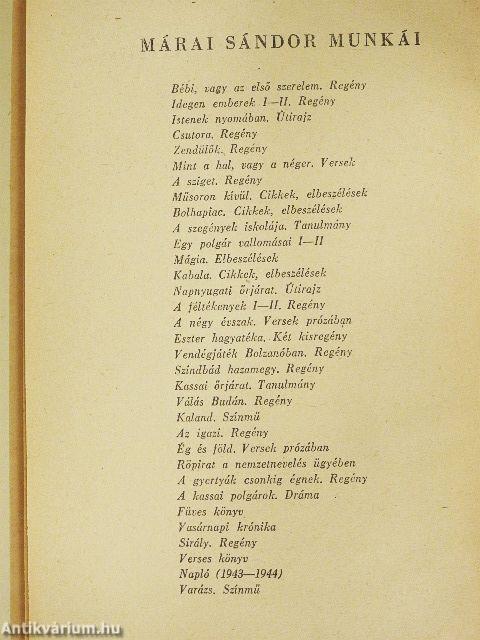 MÁRAI SÁNDOR MUNKÁI
Bébi, vagy az első szerelem. Regény
Idegen emberek I—II. Regény
Istenek nyomában. Útirajz
Csutora. Regény
Zendülők. Regény
Mint a hal, vagy a néger. Versek
A sziget. Regény
Műsoron kívül. Cikkek, elbeszélések
Bolhapiac. Cikkek, elbeszélések
A szegények iskolája. Tanulmány
Egy polgár vallomásai I—II
Mágia. Elbeszélések
Kabala. Cikkek, elbeszélések
Napnyugati őrjárat. Útirajz
A féltékenyek I—II. Regény
A négy évszak. Versek prózában
Eszter hagyatéka. Két kisregény
Vendégjáték Bolzanóban. Regény
Szindbád hazamegy. Regény
Kassai őrjárat. Tanulmány
Válás Budán. Regény
Kaland. Színmű
Az igazi. Regény
Ég és föld. Versek prózában
Röpirat a nemzetnevelés ügyében
A gyertyák csonkig égnek. Regény
A kassai polgárok. Dráma
Füves könyv
Vasárnapi krónika
Sirály. Regény
Verses könyv
Napló (1943—1944)
Varázs. Színmű
Antikvárium.hu